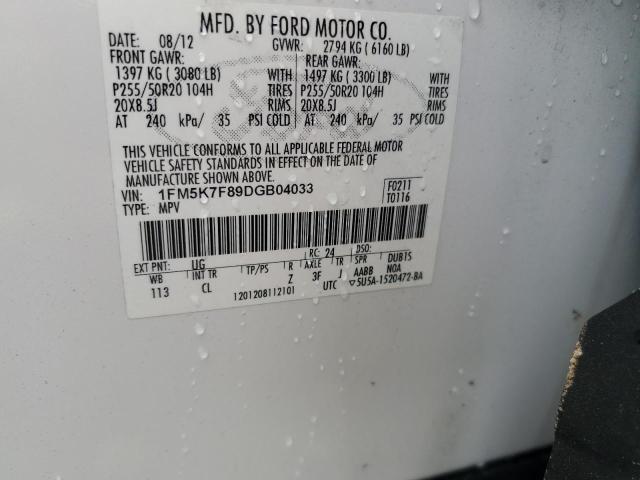 MFD. BY FORD MOTOR CO.
DATE: 08/12 GVWR: 2794 KG ( 6160 LB)
FRONT GAWR: REAR GAWR:
1397 KG ( 3080 LB) WITH 1497 KG ( 3300 LB) WITH
P255/50R20 104H TIRES P255/50R20 104H TIRES
20X8.5J RIMS 20X8.5J RIMS
AT 240 kPa/ 35 PSI COLD AT 240 kPa/ 35 PSI COLD
THIS VEHICLE CONFORMS TO ALL APPLICABLE FEDERAL MOTOR
VEHICLE SAFETY STANDARDS IN EFFECT ON THE DATE OF
MANUFACTURE SHOWN ABOVE.
VIN: 1FM5K7F89DGB04033 F0211
TYPE: MPV T0116
EXT PNT: UG RC: 24 DSO:
WB INT TR TP/PS R AXLE TR SPR DUBTS
113 CL Z 3F J AABB NOA
1201208112101 UTC ▽5U5A-1520472-BA